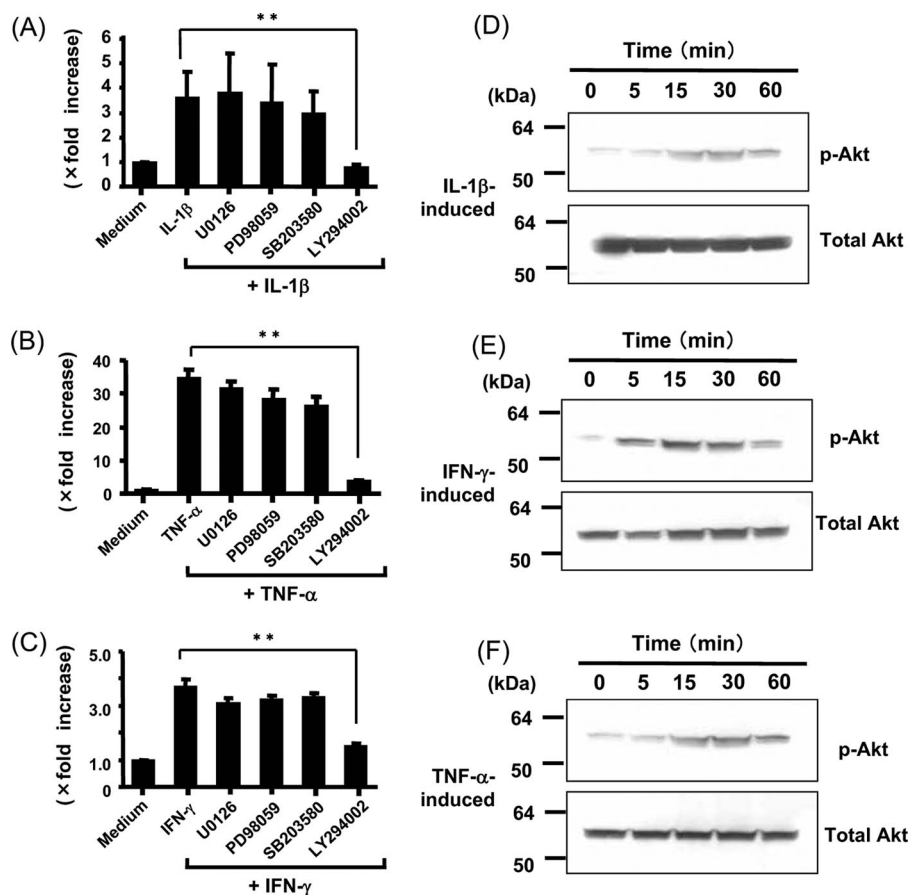 (A)
**
(×fold increase)
6
5
4
3
2
1
0
Medium
IL-1β
U0126
PD98059
SB203580
LY294002
+ IL-1β
(B)
**
(×fold increase)
40
30
20
10
0
Medium
TNF-α
U0126
PD98059
SB203580
LY294002
+ TNF-α
(C)
**
(×fold increase)
5.0
3.0
1.0
0
Medium
IFN-γ
U0126
PD98059
SB203580
LY294002
+ IFN-γ
(D)
Time (min)
(kDa) 0 5 15 30 60
64
50
p-Akt
IL-1β-
induced
64
50
Total Akt
(E)
Time (min)
(kDa) 0 5 15 30 60
64
50
p-Akt
IFN-γ-
induced
64
50
Total Akt
(F)
Time (min)
(kDa) 0 5 15 30 60
64
50
p-Akt
TNF-α-
induced
64
50
Total Akt